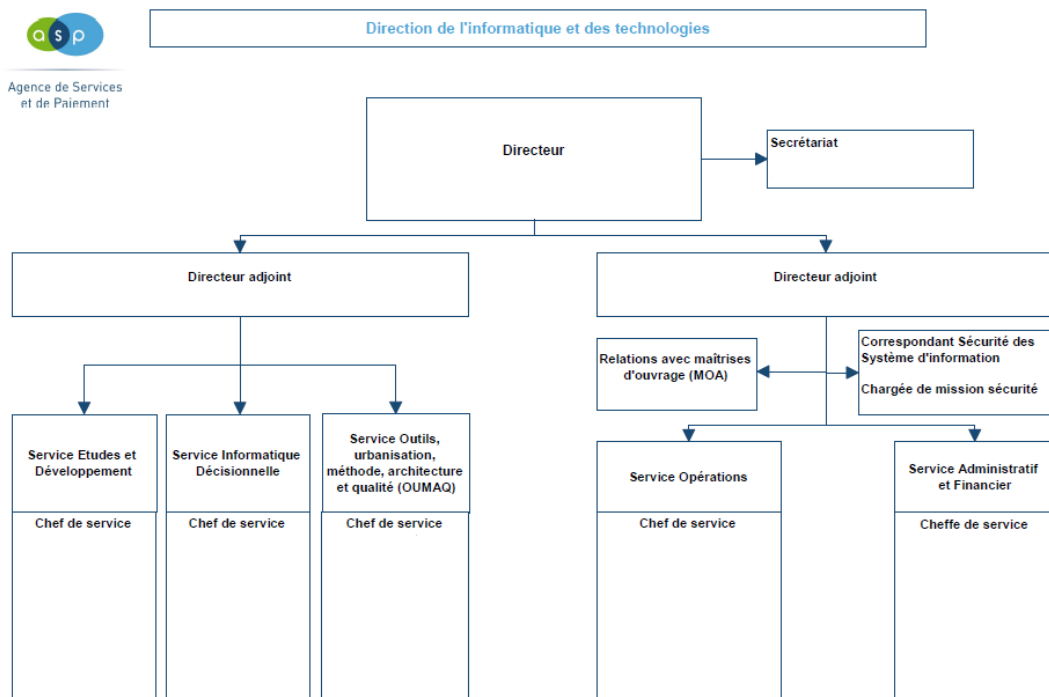 asp
Agence de Services
et de Paiement
Direction de l'informatique et des technologies
Directeur
Secrétariat
Directeur adjoint
Directeur adjoint
Relations avec maîtrises
d'ouvrage (MOA)
Correspondant Sécurité des
Système d'information
Chargée de mission sécurité
Service Etudes et
Développement
Chef de service
Service Informatique
Décisionnelle
Chef de service
Service Outils,
urbanisation,
méthode, architecture
et qualité (OUMAQ)
Chef de service
Service Opérations
Chef de service
Service Administratif
et Financier
Cheffe de service